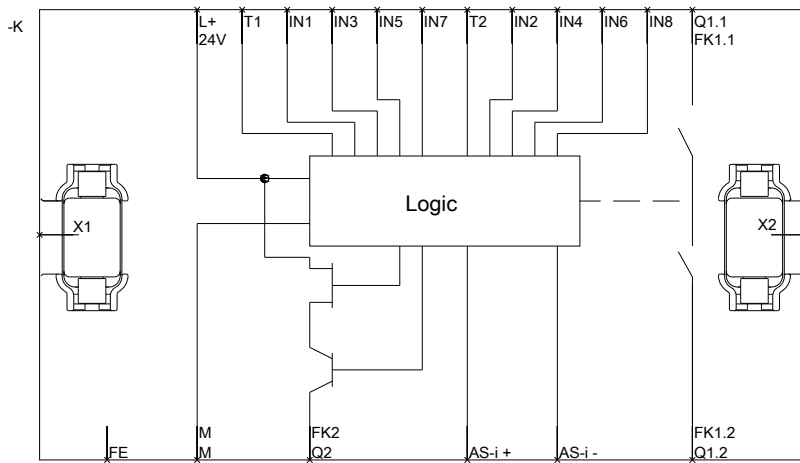 -K
L+ T1 IN1 IN3 IN5 IN7 T2 IN2 IN4 IN6 IN8 Q1.1
24V FK1.1
Logic
X1 X2
M FK2 FK1.2
FE M Q2 AS-i + AS-i - Q1.2